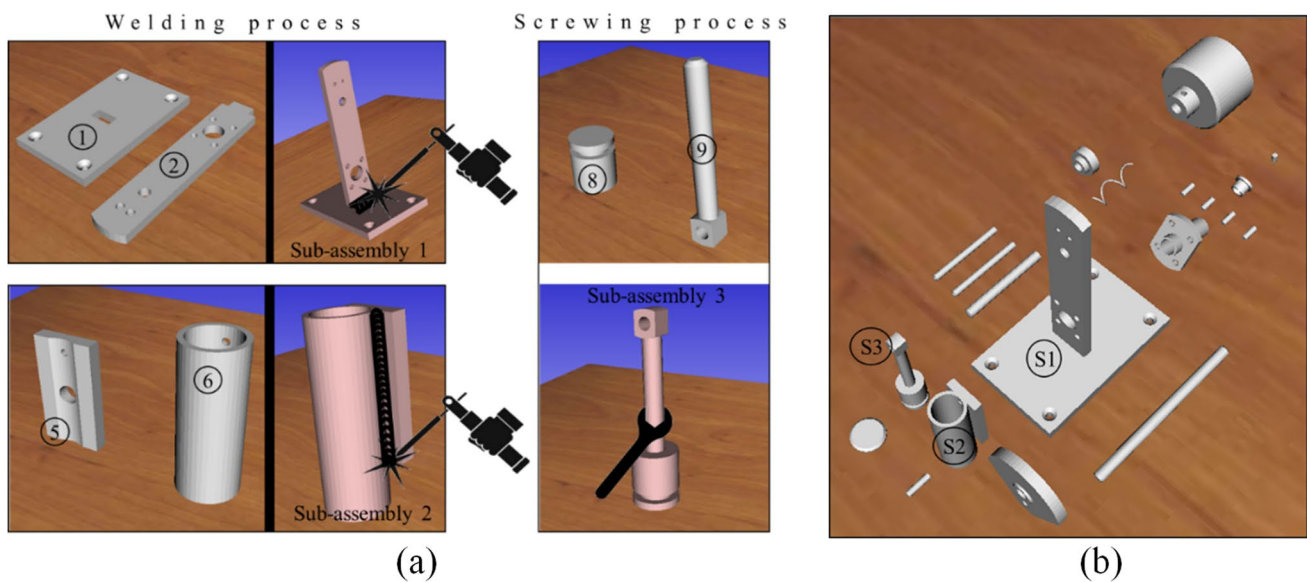 Welding process
Screwing process
1
2
Sub-assembly 1
8
9
5
6
Sub-assembly 2
Sub-assembly 3
S1
S2
S3
(a)
(b)